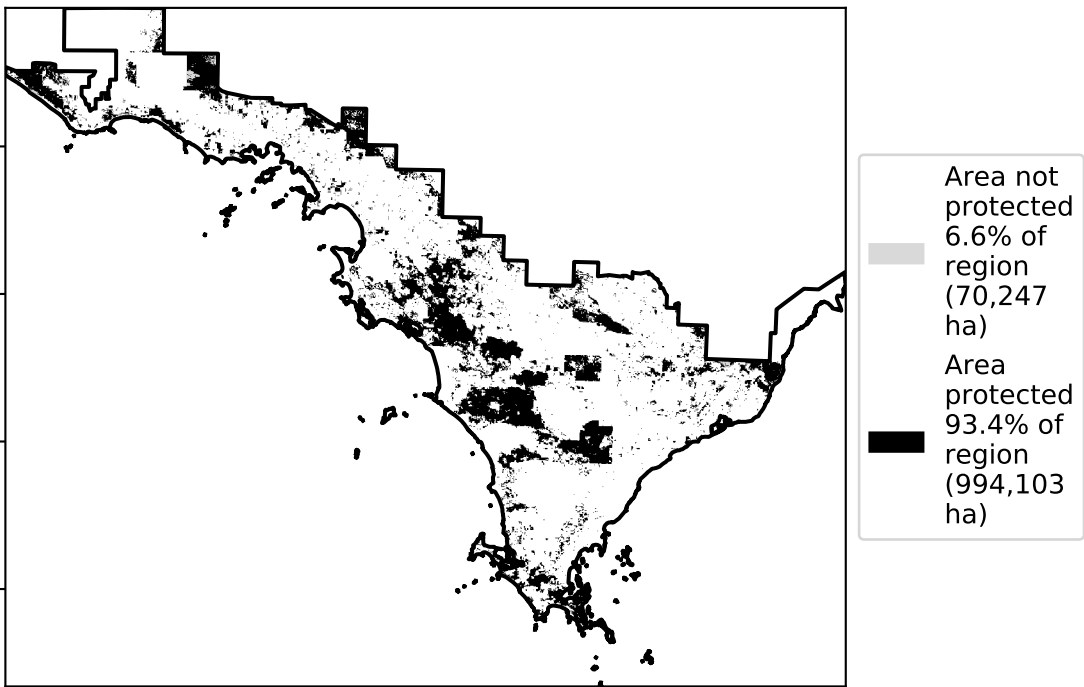 Area not
protected
6.6% of
region
(70,247
ha)
Area
protected
93.4% of
region
(994,103
ha)